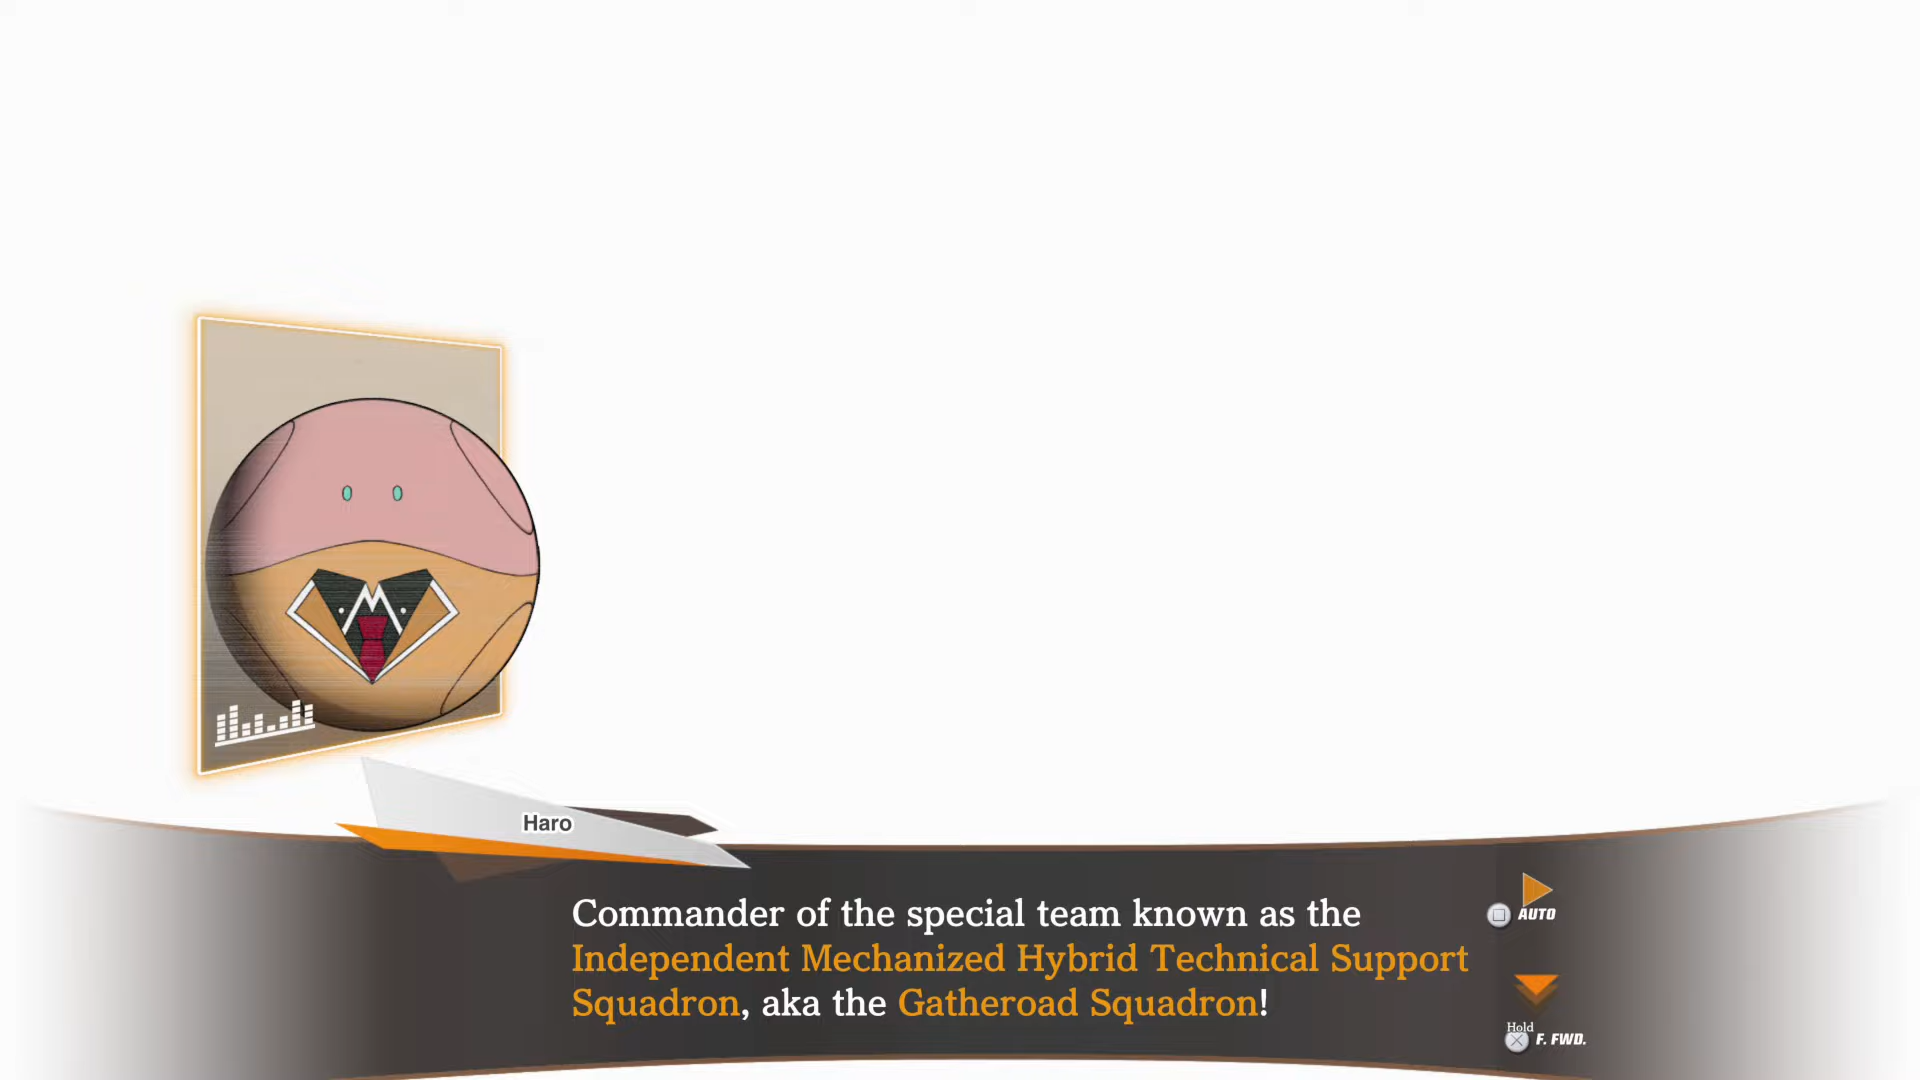 Haro
Commander of the special team known as the
Independent Mechanized Hybrid Technical Support
Squadron, aka the Gatheroad Squadron!
AUTO
Hold
F. FWD.